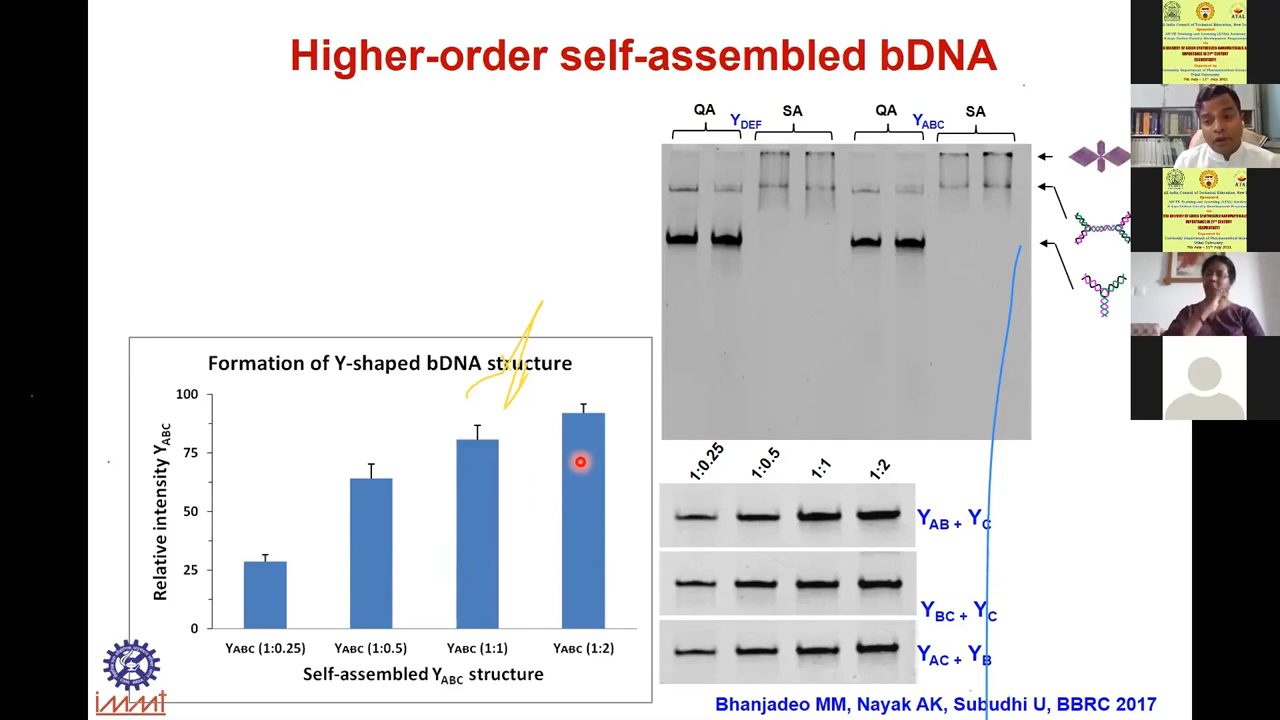 Higher-order self-assembled bDNA
QA YDEF SA QA YABC SA
Formation of Y-shaped bDNA structure
Relative intensity YABC
100
75
50
25
0
YABC (1:0.25) YABC (1:0.5) YABC (1:1) YABC (1:2)
Self-assembled YABC structure
1:0.25 1:0.5 1:1 1:2
YAB + YC
YBC + YC
YAC + YB
immt
Bhanjadeo MM, Nayak AK, Subudhi U, BBRC 2017